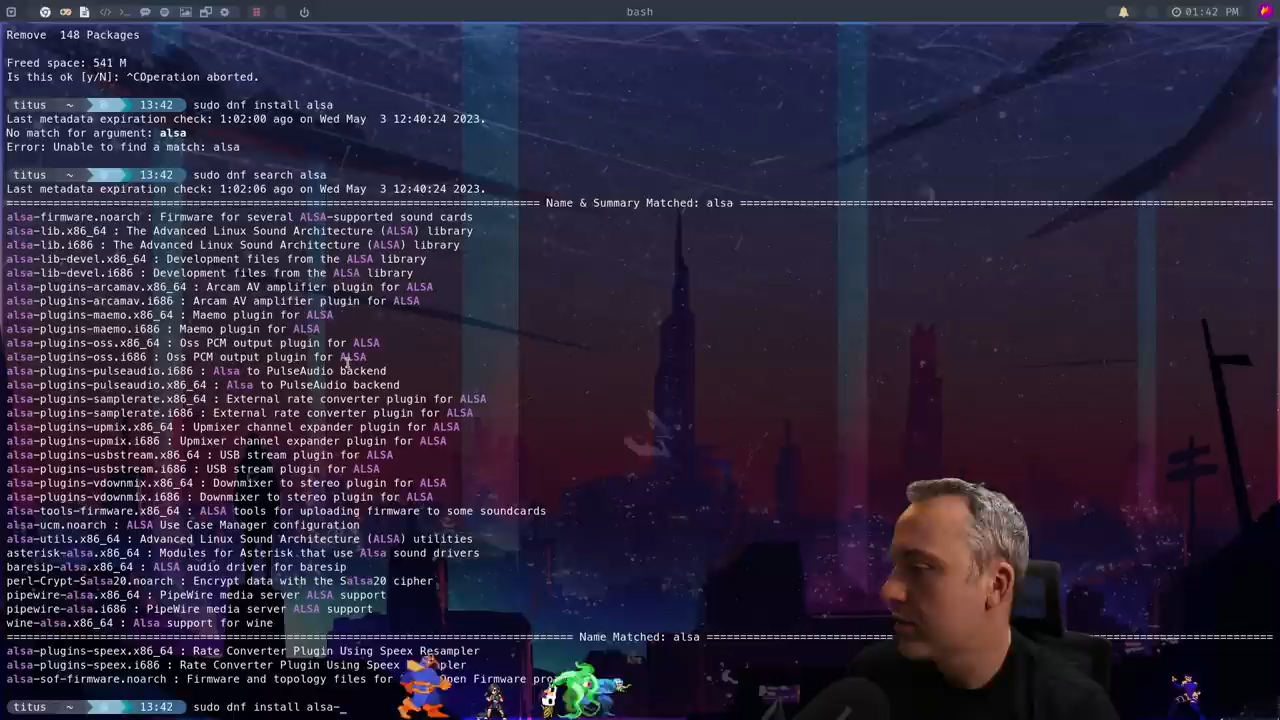 bash
01:42 PM
Remove  148 Packages
Freed space: 541 M
Is this ok [y/N]: ^COperation aborted.
titus ~ 13:42 sudo dnf install alsa
Last metadata expiration check: 1:02:00 ago on Wed May  3 12:40:24 2023.
No match for argument: alsa
Error: Unable to find a match: alsa
titus ~ 13:42 sudo dnf search alsa
Last metadata expiration check: 1:02:06 ago on Wed May  3 12:40:24 2023.
Name & Summary Matched: alsa
alsa-firmware.noarch : Firmware for several ALSA-supported sound cards
alsa-lib.x86_64 : The Advanced Linux Sound Architecture (ALSA) library
alsa-lib.i686 : The Advanced Linux Sound Architecture (ALSA) library
alsa-lib-devel.x86_64 : Development files from the ALSA library
alsa-lib-devel.i686 : Development files from the ALSA library
alsa-plugins-arcamav.x86_64 : Arcam AV amplifier plugin for ALSA
alsa-plugins-arcamav.i686 : Arcam AV amplifier plugin for ALSA
alsa-plugins-maemo.x86_64 : Maemo plugin for ALSA
alsa-plugins-maemo.i686 : Maemo plugin for ALSA
alsa-plugins-oss.x86_64 : Oss PCM output plugin for ALSA
alsa-plugins-oss.i686 : Oss PCM output plugin for ALSA
alsa-plugins-pulseaudio.i686 : Alsa to PulseAudio backend
alsa-plugins-pulseaudio.x86_64 : Alsa to PulseAudio backend
alsa-plugins-samplerate.x86_64 : External rate converter plugin for ALSA
alsa-plugins-samplerate.i686 : External rate converter plugin for ALSA
alsa-plugins-upmix.x86_64 : Upmixer channel expander plugin for ALSA
alsa-plugins-upmix.i686 : Upmixer channel expander plugin for ALSA
alsa-plugins-usbstream.x86_64 : USB stream plugin for ALSA
alsa-plugins-usbstream.i686 : USB stream plugin for ALSA
alsa-plugins-vdownmix.x86_64 : Downmixer to stereo plugin for ALSA
alsa-plugins-vdownmix.i686 : Downmixer to stereo plugin for ALSA
alsa-tools-firmware.x86_64 : ALSA tools for uploading firmware to some soundcards
alsa-ucm.noarch : ALSA Use Case Manager configuration
alsa-utils.x86_64 : Advanced Linux Sound Architecture (ALSA) utilities
asterisk-alsa.x86_64 : Modules for Asterisk that use Alsa sound drivers
baresip-alsa.x86_64 : ALSA audio driver for baresip
perl-Crypt-Salsa20.noarch : Encrypt data with the Salsa20 cipher
pipewire-alsa.x86_64 : PipeWire media server ALSA support
pipewire-alsa.i686 : PipeWire media server ALSA support
wine-alsa.x86_64 : Alsa support for wine
Name Matched: alsa
alsa-plugins-speex.x86_64 : Rate Converter Plugin Using Speex Resampler
alsa-plugins-speex.i686 : Rate Converter Plugin Using Speex
alsa-sof-firmware.noarch : Firmware and topology files for Open Firmware
titus ~ 13:42 sudo dnf install alsa-